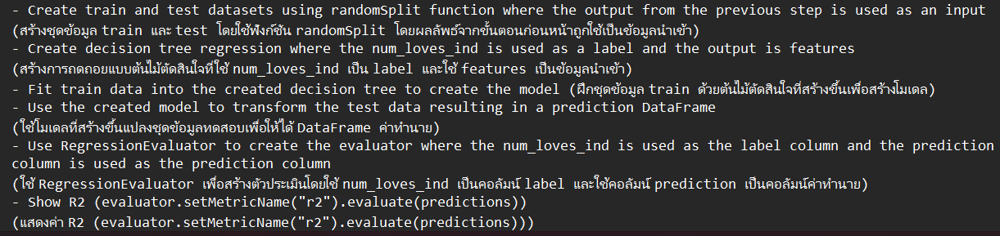 - Create train and test datasets using randomSplit function where the output from the previous step is used as an input
(สร้างชุดข้อมูล train และ test โดยใช้ฟังก์ชัน randomSplit โดยผลลัพธ์จากขั้นตอนก่อนหน้าถูกใช้เป็นข้อมูลนำเข้า)
- Create decision tree regression where the num_loves_ind is used as a label and the output is features
(สร้างการถดถอยแบบต้นไม้ตัดสินใจที่ใช้ num_loves_ind เป็น label และใช้ features เป็นข้อมูลนำเข้า)
- Fit train data into the created decision tree to create the model (ฝึกชุดข้อมูล train ด้วยต้นไม้ตัดสินใจที่สร้างขึ้นเพื่อสร้างโมเดล)
- Use the created model to transform the test data resulting in a prediction DataFrame
(ใช้โมเดลที่สร้างขึ้นแปลงชุดข้อมูลทดสอบเพื่อให้ได้ DataFrame ค่าทำนาย)
- Use RegressionEvaluator to create the evaluator where the num_loves_ind is used as the label column and the prediction
column is used as the prediction column
(ใช้ RegressionEvaluator เพื่อสร้างตัวประเมินโดยใช้ num_loves_ind เป็นคอลัมน์ label และใช้คอลัมน์ prediction เป็นคอลัมน์ค่าทำนาย)
- Show R2 (evaluator.setMetricName("r2").evaluate(predictions))
(แสดงค่า R2 (evaluator.setMetricName("r2").evaluate(predictions)))